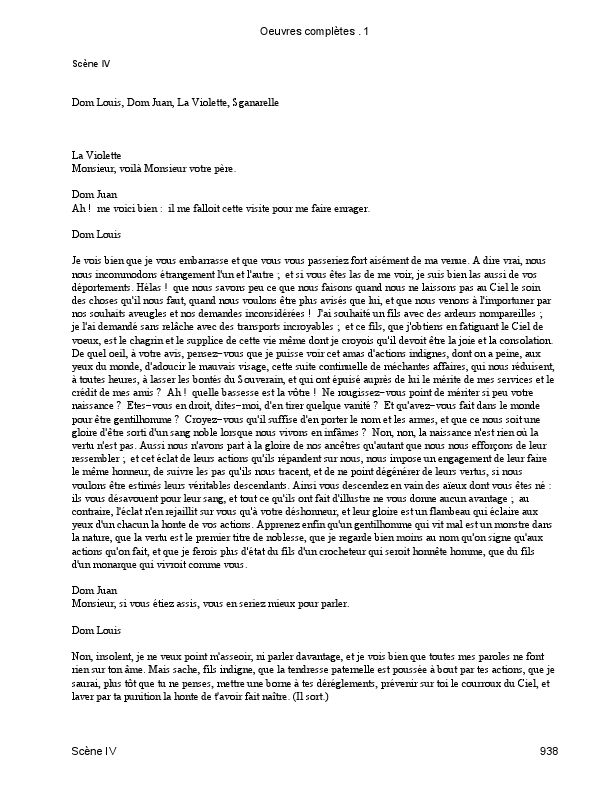 Oeuvres complètes . 1
Scène IV
Dom Louis, Dom Juan, La Violette, Sganarelle
La Violette
Monsieur, voilà Monsieur votre père.
Dom Juan
Ah ! me voici bien : il me falloit cette visite pour me faire enrager.
Dom Louis
Je vois bien que je vous embarrasse et que vous vous passeriez fort aisément de ma venue. A dire vrai, nous
nous incommodons étrangement l'un et l'autre ; et si vous êtes las de me voir, je suis bien las aussi de vos
déportements. Hélas ! que nous savons peu ce que nous faisons quand nous ne laissons pas au Ciel le soin
des choses qu'il nous faut, quand nous voulons être plus avisés que lui, et que nous venons à l'importuner par
nos souhaits aveugles et nos demandes inconsidérées ! J'ai souhaité un fils avec des ardeurs nompareilles ;
je l'ai demandé sans relâche avec des transports incroyables ; et ce fils, que j'obtiens en fatiguant le Ciel de
voeux, est le chagrin et le supplice de cette vie même dont je croyois qu'il devoit être la joie et la consolation.
De quel oeil, à votre avis, pensez-vous que je puisse voir cet amas d'actions indignes, dont on a peine, aux
yeux du monde, d'adoucir le mauvais visage, cette suite continuelle de méchantes affaires, qui nous réduisent,
à toutes heures, à lasser les bontés du Souverain, et qui ont épuisé auprès de lui le mérite de mes services et le
crédit de mes amis ? Ah ! quelle bassesse est la vôtre ! Ne rougissez-vous point de mériter si peu votre
naissance ? Etes-vous en droit, dites-moi, d'en tirer quelque vanité ? Et qu'avez-vous fait dans le monde
pour être gentilhomme ? Croyez-vous qu'il suffise d'en porter le nom et les armes, et que ce nous soit une
gloire d'être sorti d'un sang noble lorsque nous vivons en infâmes ? Non, non, la naissance n'est rien où la
vertu n'est pas. Aussi nous n'avons part à la gloire de nos ancêtres qu'autant que nous nous efforçons de leur
ressembler ; et cet éclat de leurs actions qu'ils répandent sur nous, nous impose un engagement de leur faire
le même honneur, de suivre les pas qu'ils nous tracent, et de ne point dégénérer de leurs vertus, si nous
voulons être estimés leurs véritables descendants. Ainsi vous descendez en vain des aïeux dont vous êtes né :
ils vous désavouent pour leur sang, et tout ce qu'ils ont fait d'illustre ne vous donne aucun avantage ; au
contraire, l'éclat n'en rejaillit sur vous qu'à votre déshonneur, et leur gloire est un flambeau qui éclaire aux
yeux d'un chacun la honte de vos actions. Apprenez enfin qu'un gentilhomme qui vit mal est un monstre dans
la nature, que la vertu est le premier titre de noblesse, que je regarde bien moins au nom qu'on signe qu'aux
actions qu'on fait, et que je ferois plus d'état du fils d'un crocheteur qui seroit honnête homme, que du fils
d'un monarque qui vivroit comme vous.
Dom Juan
Monsieur, si vous étiez assis, vous en seriez mieux pour parler.
Dom Louis
Non, insolent, je ne veux point m'asseoir, ni parler davantage, et je vois bien que toutes mes paroles ne font
rien sur ton âme. Mais sache, fils indigne, que la tendresse paternelle est poussée à bout par tes actions, que je
saurai, plus tôt que tu ne penses, mettre une borne à tes dérèglements, prévenir sur toi le courroux du Ciel, et
laver par ta punition la honte de t'avoir fait naître. (Il sort.)
Scène IV 938